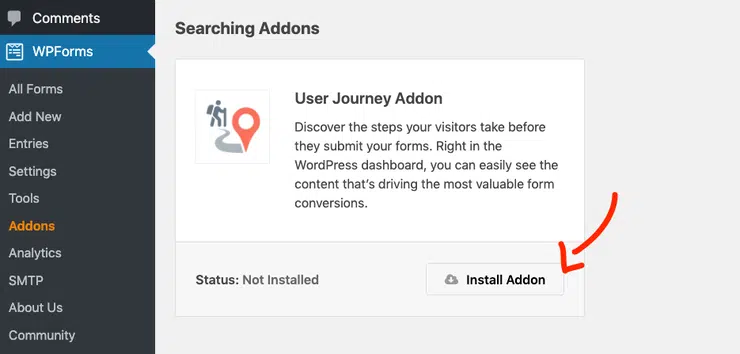 Comments
WPForms
All Forms
Add New
Entries
Settings
Tools
Addons
Analytics
SMTP
About Us
Community
Searching Addons
User Journey Addon
Discover the steps your visitors take before
they submit your forms. Right in the
WordPress dashboard, you can easily see the
content that's driving the most valuable form
conversions.
Status: Not Installed
Install Addon